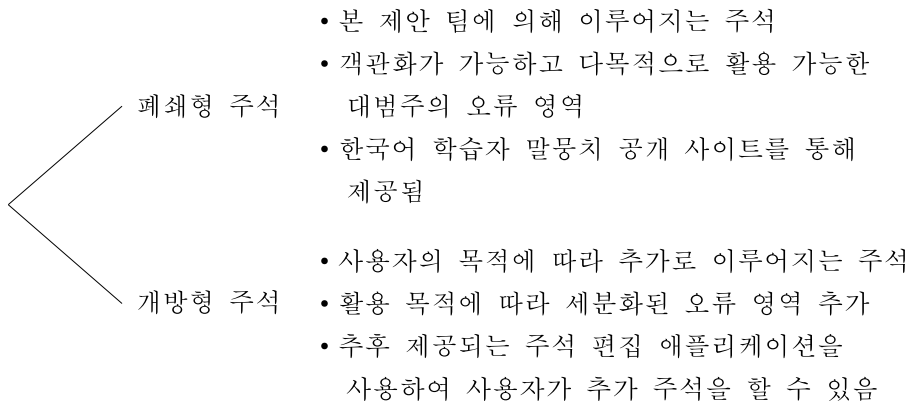 폐쇄형 주석
• 본 제안 팀에 의해 이루어지는 주석
• 객관화가 가능하고 다목적으로 활용 가능한
대범주의 오류 영역
• 한국어 학습자 말뭉치 공개 사이트를 통해
제공됨
개방형 주석
• 사용자의 목적에 따라 추가로 이루어지는 주석
• 활용 목적에 따라 세분화된 오류 영역 추가
• 추후 제공되는 주석 편집 애플리케이션을
사용하여 사용자가 추가 주석을 할 수 있음